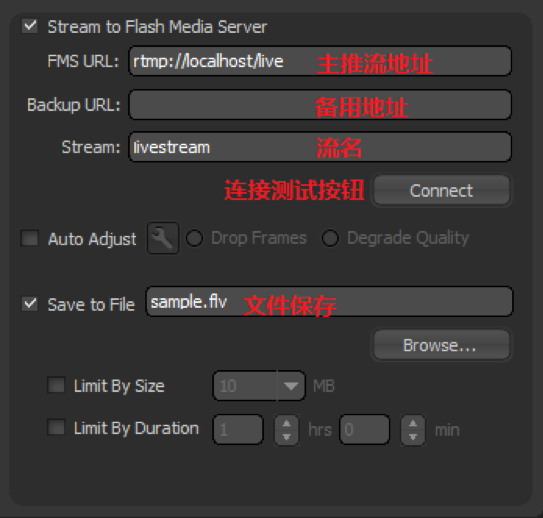 Stream to Flash Media Server
FMS URL: rtmp://localhost/live 主推流地址
Backup URL: 备用地址
Stream: livestream 流名
连接测试按钮 Connect
Auto Adjust Drop Frames Degrade Quality
Save to File sample.flv 文件保存
Browse...
Limit By Size 10 MB
Limit By Duration 1 hrs 0 min